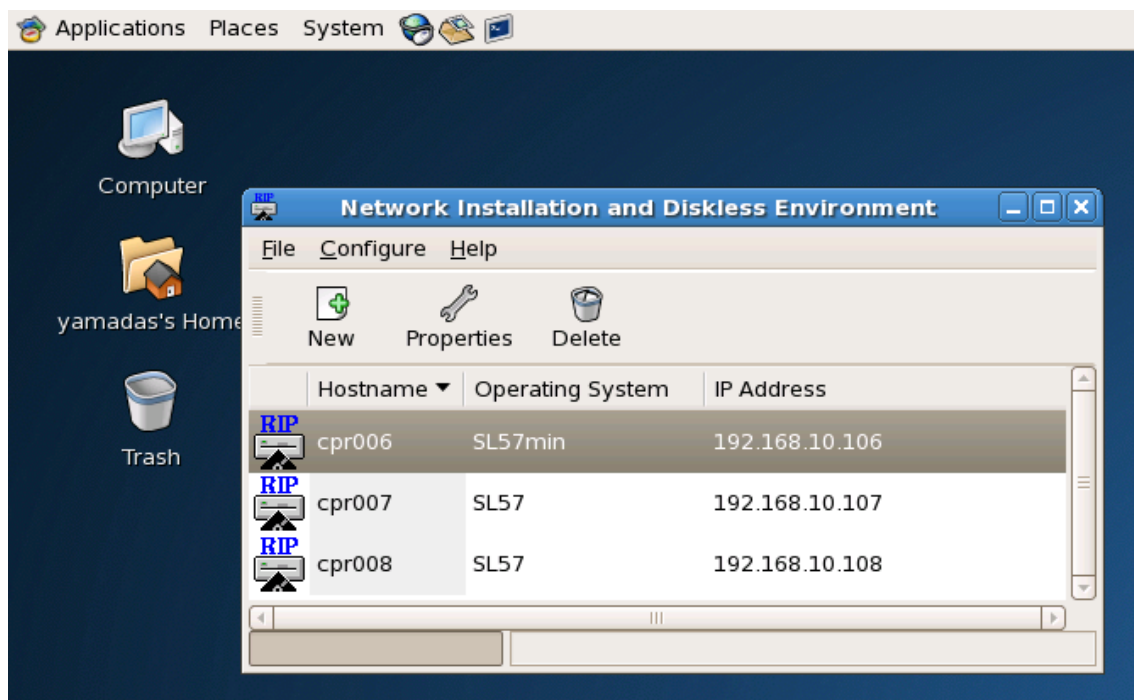 Applications Places System
Computer
yamadas's Home
Trash
RIP Network Installation and Diskless Environment
File Configure Help
New Properties Delete
Hostname Operating System IP Address
RIP cpr006 SL57min 192.168.10.106
RIP cpr007 SL57 192.168.10.107
RIP cpr008 SL57 192.168.10.108